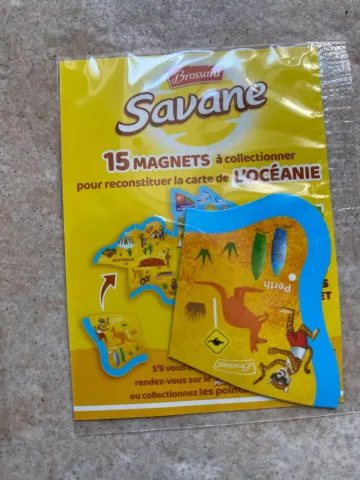 Brossard
Savane
15 MAGNETS à collectionner
pour reconstituer la carte de L'OCÉANIE
AUSTRALIE
Perth
S'il vous
rendez-vous sur le
ou collectionnez les points
Brossard